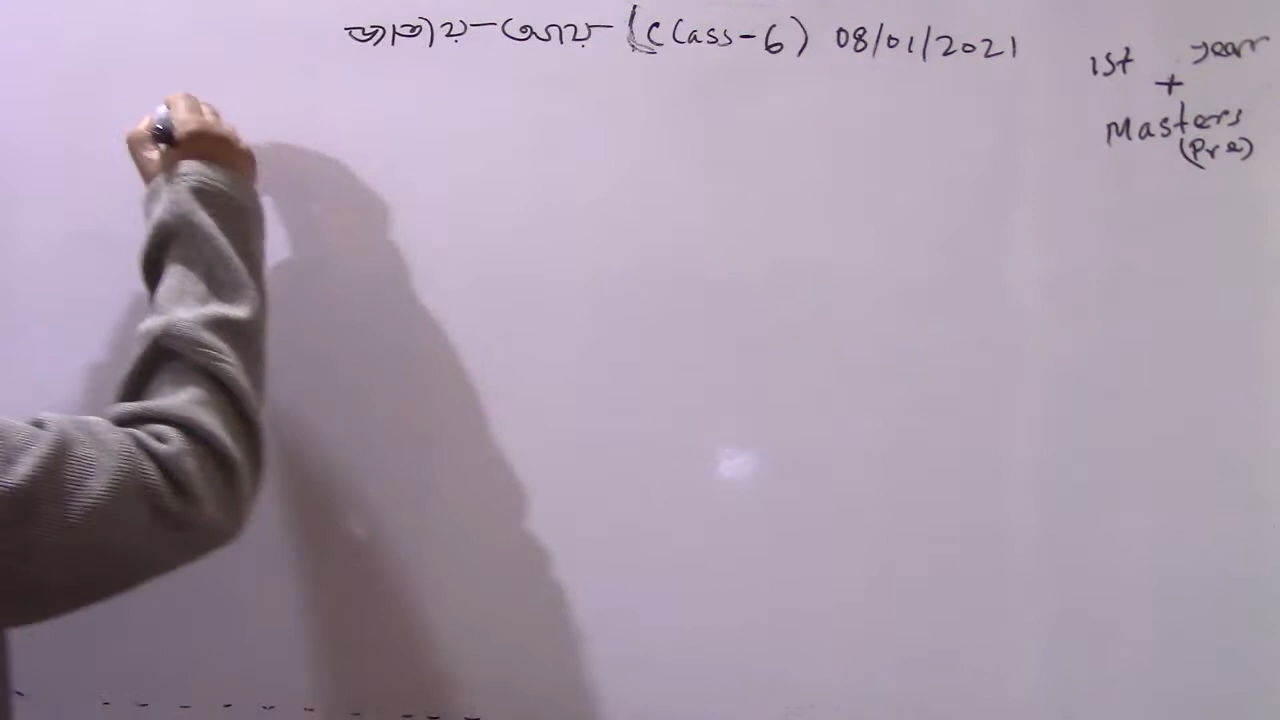 (Class-6) 08/01/2021
1st year
+
Masters
(Pre)